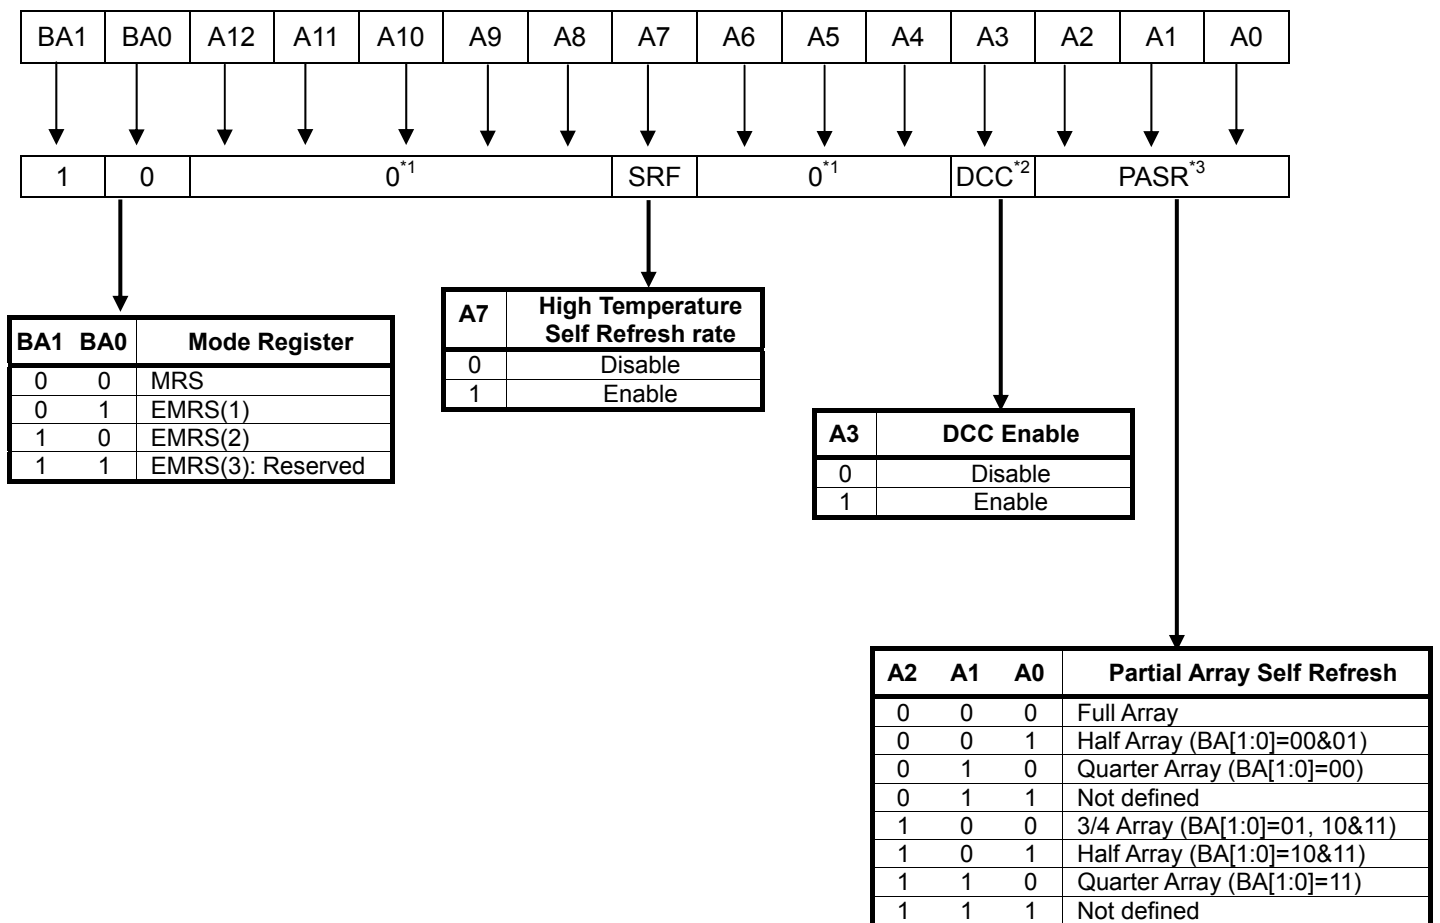 BA1 BA0 A12 A11 A10 A9 A8 A7 A6 A5 A4 A3 A2 A1 A0
1 0 0*1 SRF 0*1 DCC*2 PASR*3
BA1 BA0 Mode Register
0 0 MRS
0 1 EMRS(1)
1 0 EMRS(2)
1 1 EMRS(3): Reserved
A7 High Temperature
Self Refresh rate
0 Disable
1 Enable
A3 DCC Enable
0 Disable
1 Enable
A2 A1 A0 Partial Array Self Refresh
0 0 0 Full Array
0 0 1 Half Array (BA[1:0]=00&01)
0 1 0 Quarter Array (BA[1:0]=00)
0 1 1 Not defined
1 0 0 3/4 Array (BA[1:0]=01, 10&11)
1 0 1 Half Array (BA[1:0]=10&11)
1 1 0 Quarter Array (BA[1:0]=11)
1 1 1 Not defined